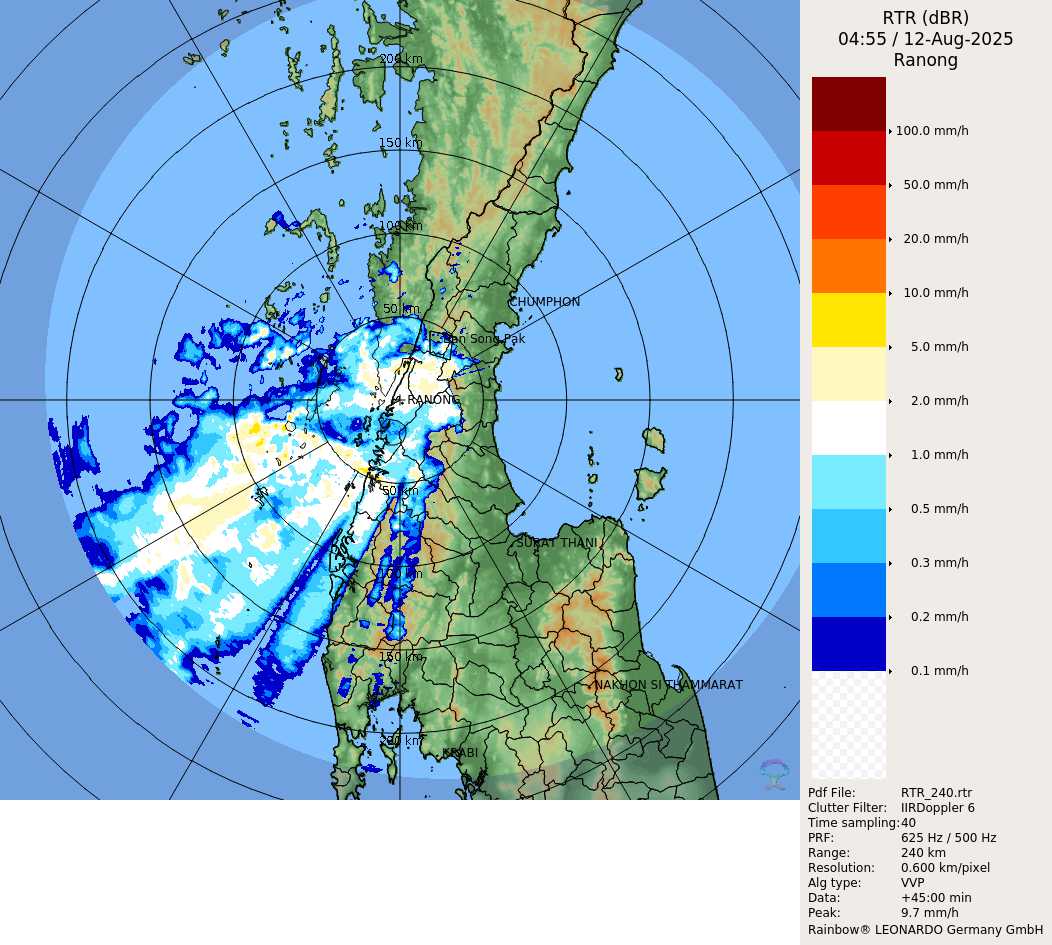 RTR (dBR)
04:55 / 12-Aug-2025
Ranong
100.0 mm/h
50.0 mm/h
20.0 mm/h
10.0 mm/h
5.0 mm/h
2.0 mm/h
1.0 mm/h
0.5 mm/h
0.3 mm/h
0.2 mm/h
0.1 mm/h
Pdf File: RTR_240.rtr
Clutter Filter: IIRDoppler 6
Time sampling: 40
PRF: 625 Hz / 500 Hz
Range: 240 km
Resolution: 0.600 km/pixel
Alg type: VVP
Data: +45:00 min
Peak: 9.7 mm/h
Rainbow® LEONARDO Germany GmbH
200 km
150 km
100 km
50 km
CHUMPHON
Ban Song Pak
RANONG
50 km
SURAT THANI
100 km
150 km
NAKHON SI THAMMARAT
200 km
KRABI